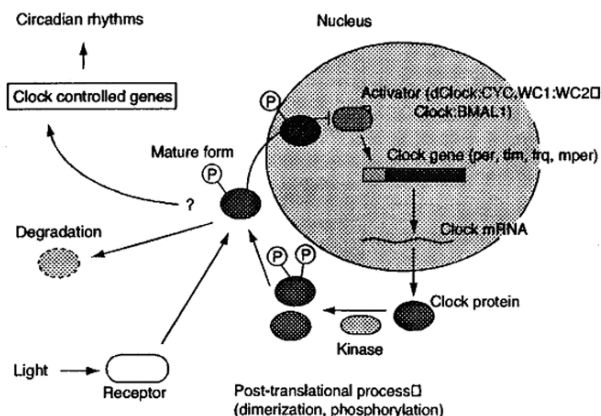 Circadian rhythms
Nucleus
Clock controlled genes
P
Activator (dClock:CYC,WC1:WC2□
Clock:BMAL1)
Mature form
P
Clock gene (per, tim, frq, mper)
?
Degradation
Clock mRNA
P P
Clock protein
Kinase
Light
Receptor
Post-translational process□
(dimerization, phosphorylation)